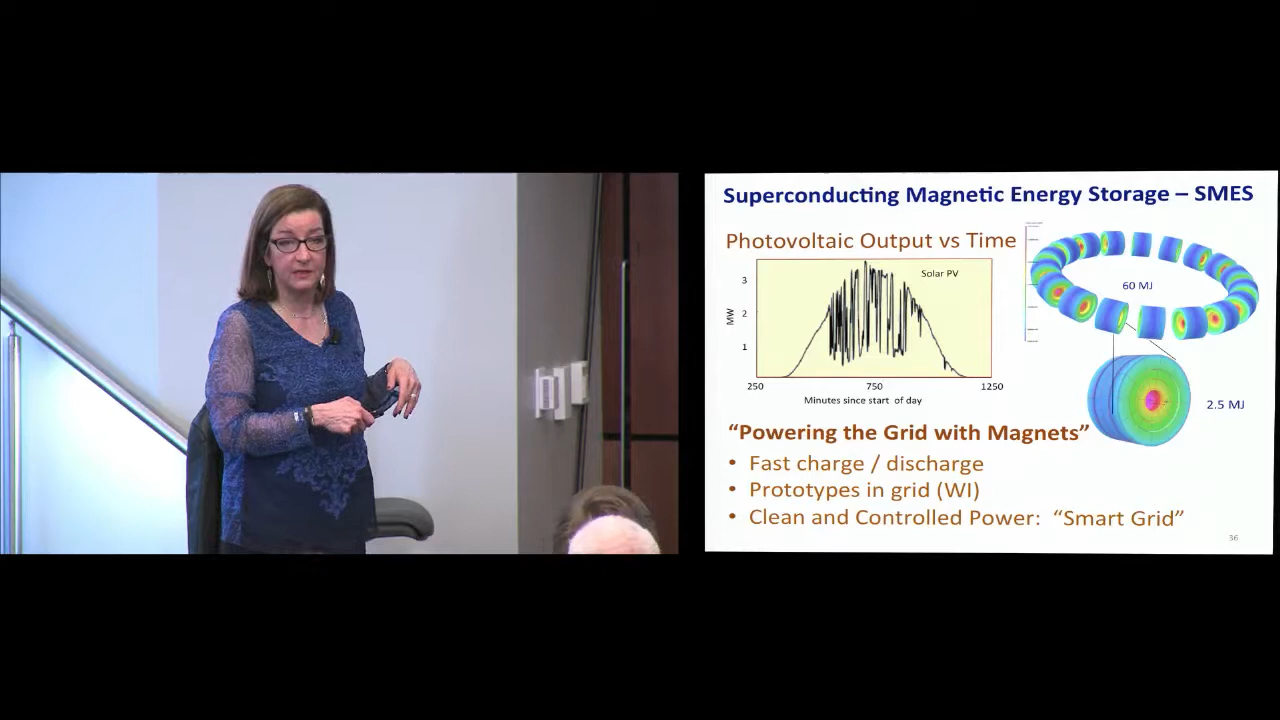 Superconducting Magnetic Energy Storage – SMES
Photovoltaic Output vs Time
Solar PV
3
2
1
MW
250
750
1250
Minutes since start of day
60 MJ
2.5 MJ
“Powering the Grid with Magnets”
• Fast charge / discharge
• Prototypes in grid (WI)
• Clean and Controlled Power: “Smart Grid”
36